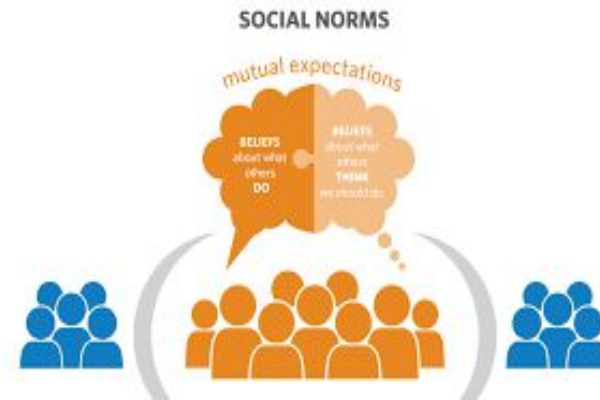 SOCIAL NORMS
mutual expectations
BELIEFS
about what
others
DO
BELIEFS
about what
others
THINK
we should do